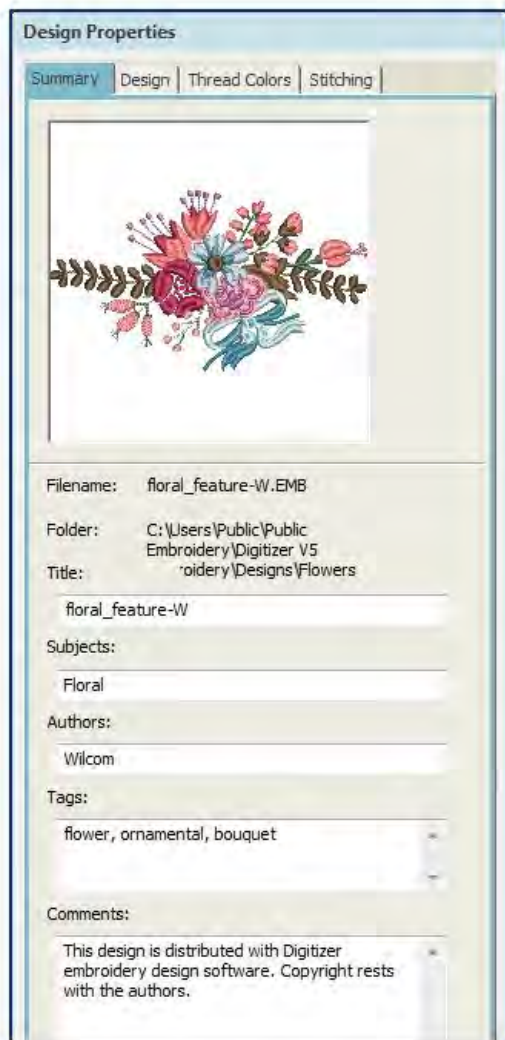 Design Properties
Summary Design Thread Colors Stitching
Filename: floral_feature-W.EMB
Folder: C:\Users\Public\Public
Embroidery\Digitizer V5
Title: roidery\Designs\Flowers
floral_feature-W
Subjects:
Floral
Authors:
Wilcom
Tags:
flower, ornamental, bouquet
Comments:
This design is distributed with Digitizer
embroidery design software. Copyright rests
with the authors.